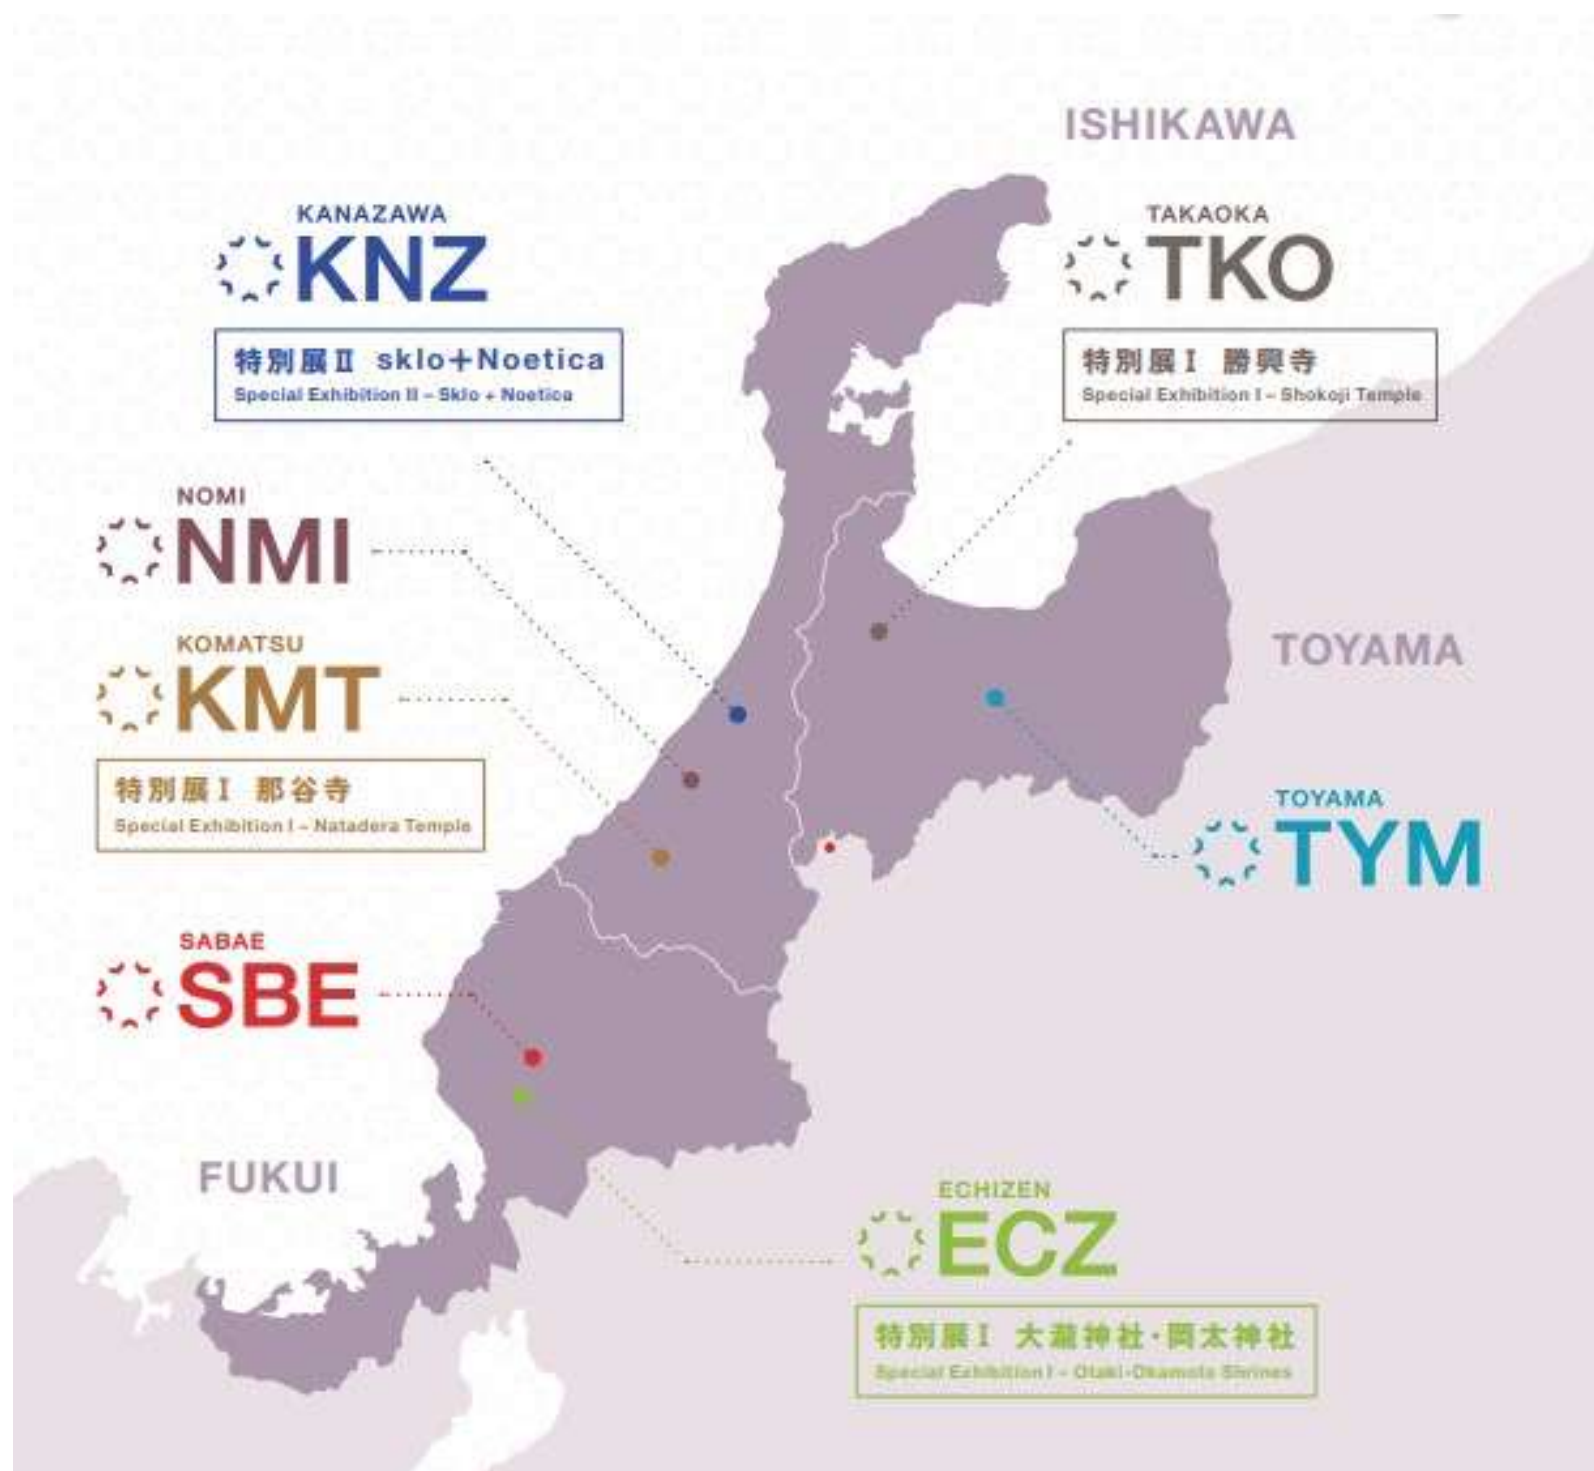 ISHIKAWA
KANAZAWA
KNZ
特別展Ⅱ sklo+Noetica
Special Exhibition II – Sklo + Noetica
TAKAOKA
TKO
特別展Ⅰ 勝興寺
Special Exhibition I – Shokoji Temple
NOMI
NMI
KOMATSU
KMT
特別展Ⅰ 那谷寺
Special Exhibition I – Natadera Temple
TOYAMA
TOYAMA
TYM
SABAE
SBE
FUKUI
ECHIZEN
ECZ
特別展Ⅰ 大瀧神社・岡太神社
Special Exhibition I – Otaki-Okamoto Shrines